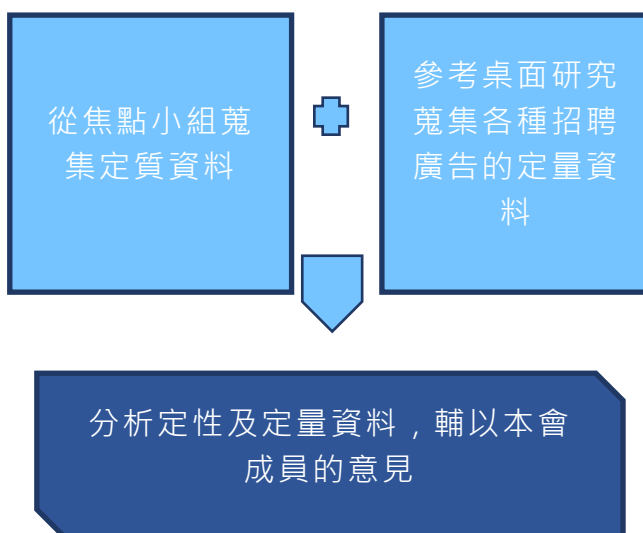 從焦點小組蒐
集定質資料
參考桌面研究
蒐集各種招聘
廣告的定量資
料
分析定性及定量資料，輔以本會
成員的意見